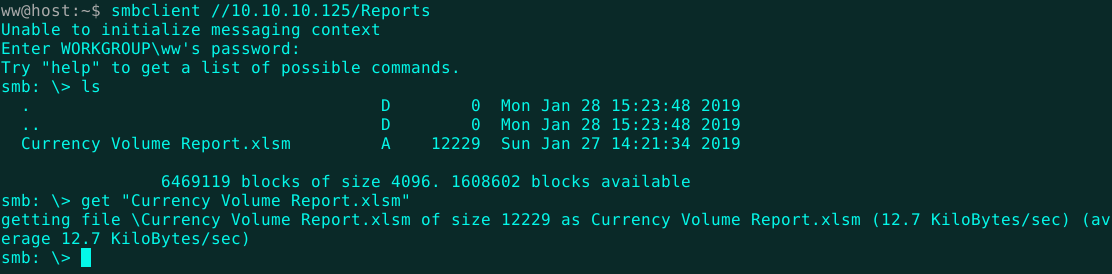 ww@host:~$ smbclient //10.10.10.125/Reports
Unable to initialize messaging context
Enter WORKGROUP\ww's password:
Try "help" to get a list of possible commands.
smb: \> ls
  .                                   D        0  Mon Jan 28 15:23:48 2019
  ..                                  D        0  Mon Jan 28 15:23:48 2019
  Currency Volume Report.xlsm         A    12229  Sun Jan 27 14:21:34 2019
                6469119 blocks of size 4096. 1608602 blocks available
smb: \> get "Currency Volume Report.xlsm"
getting file \Currency Volume Report.xlsm of size 12229 as Currency Volume Report.xlsm (12.7 KiloBytes/sec) (av
erage 12.7 KiloBytes/sec)
smb: \>